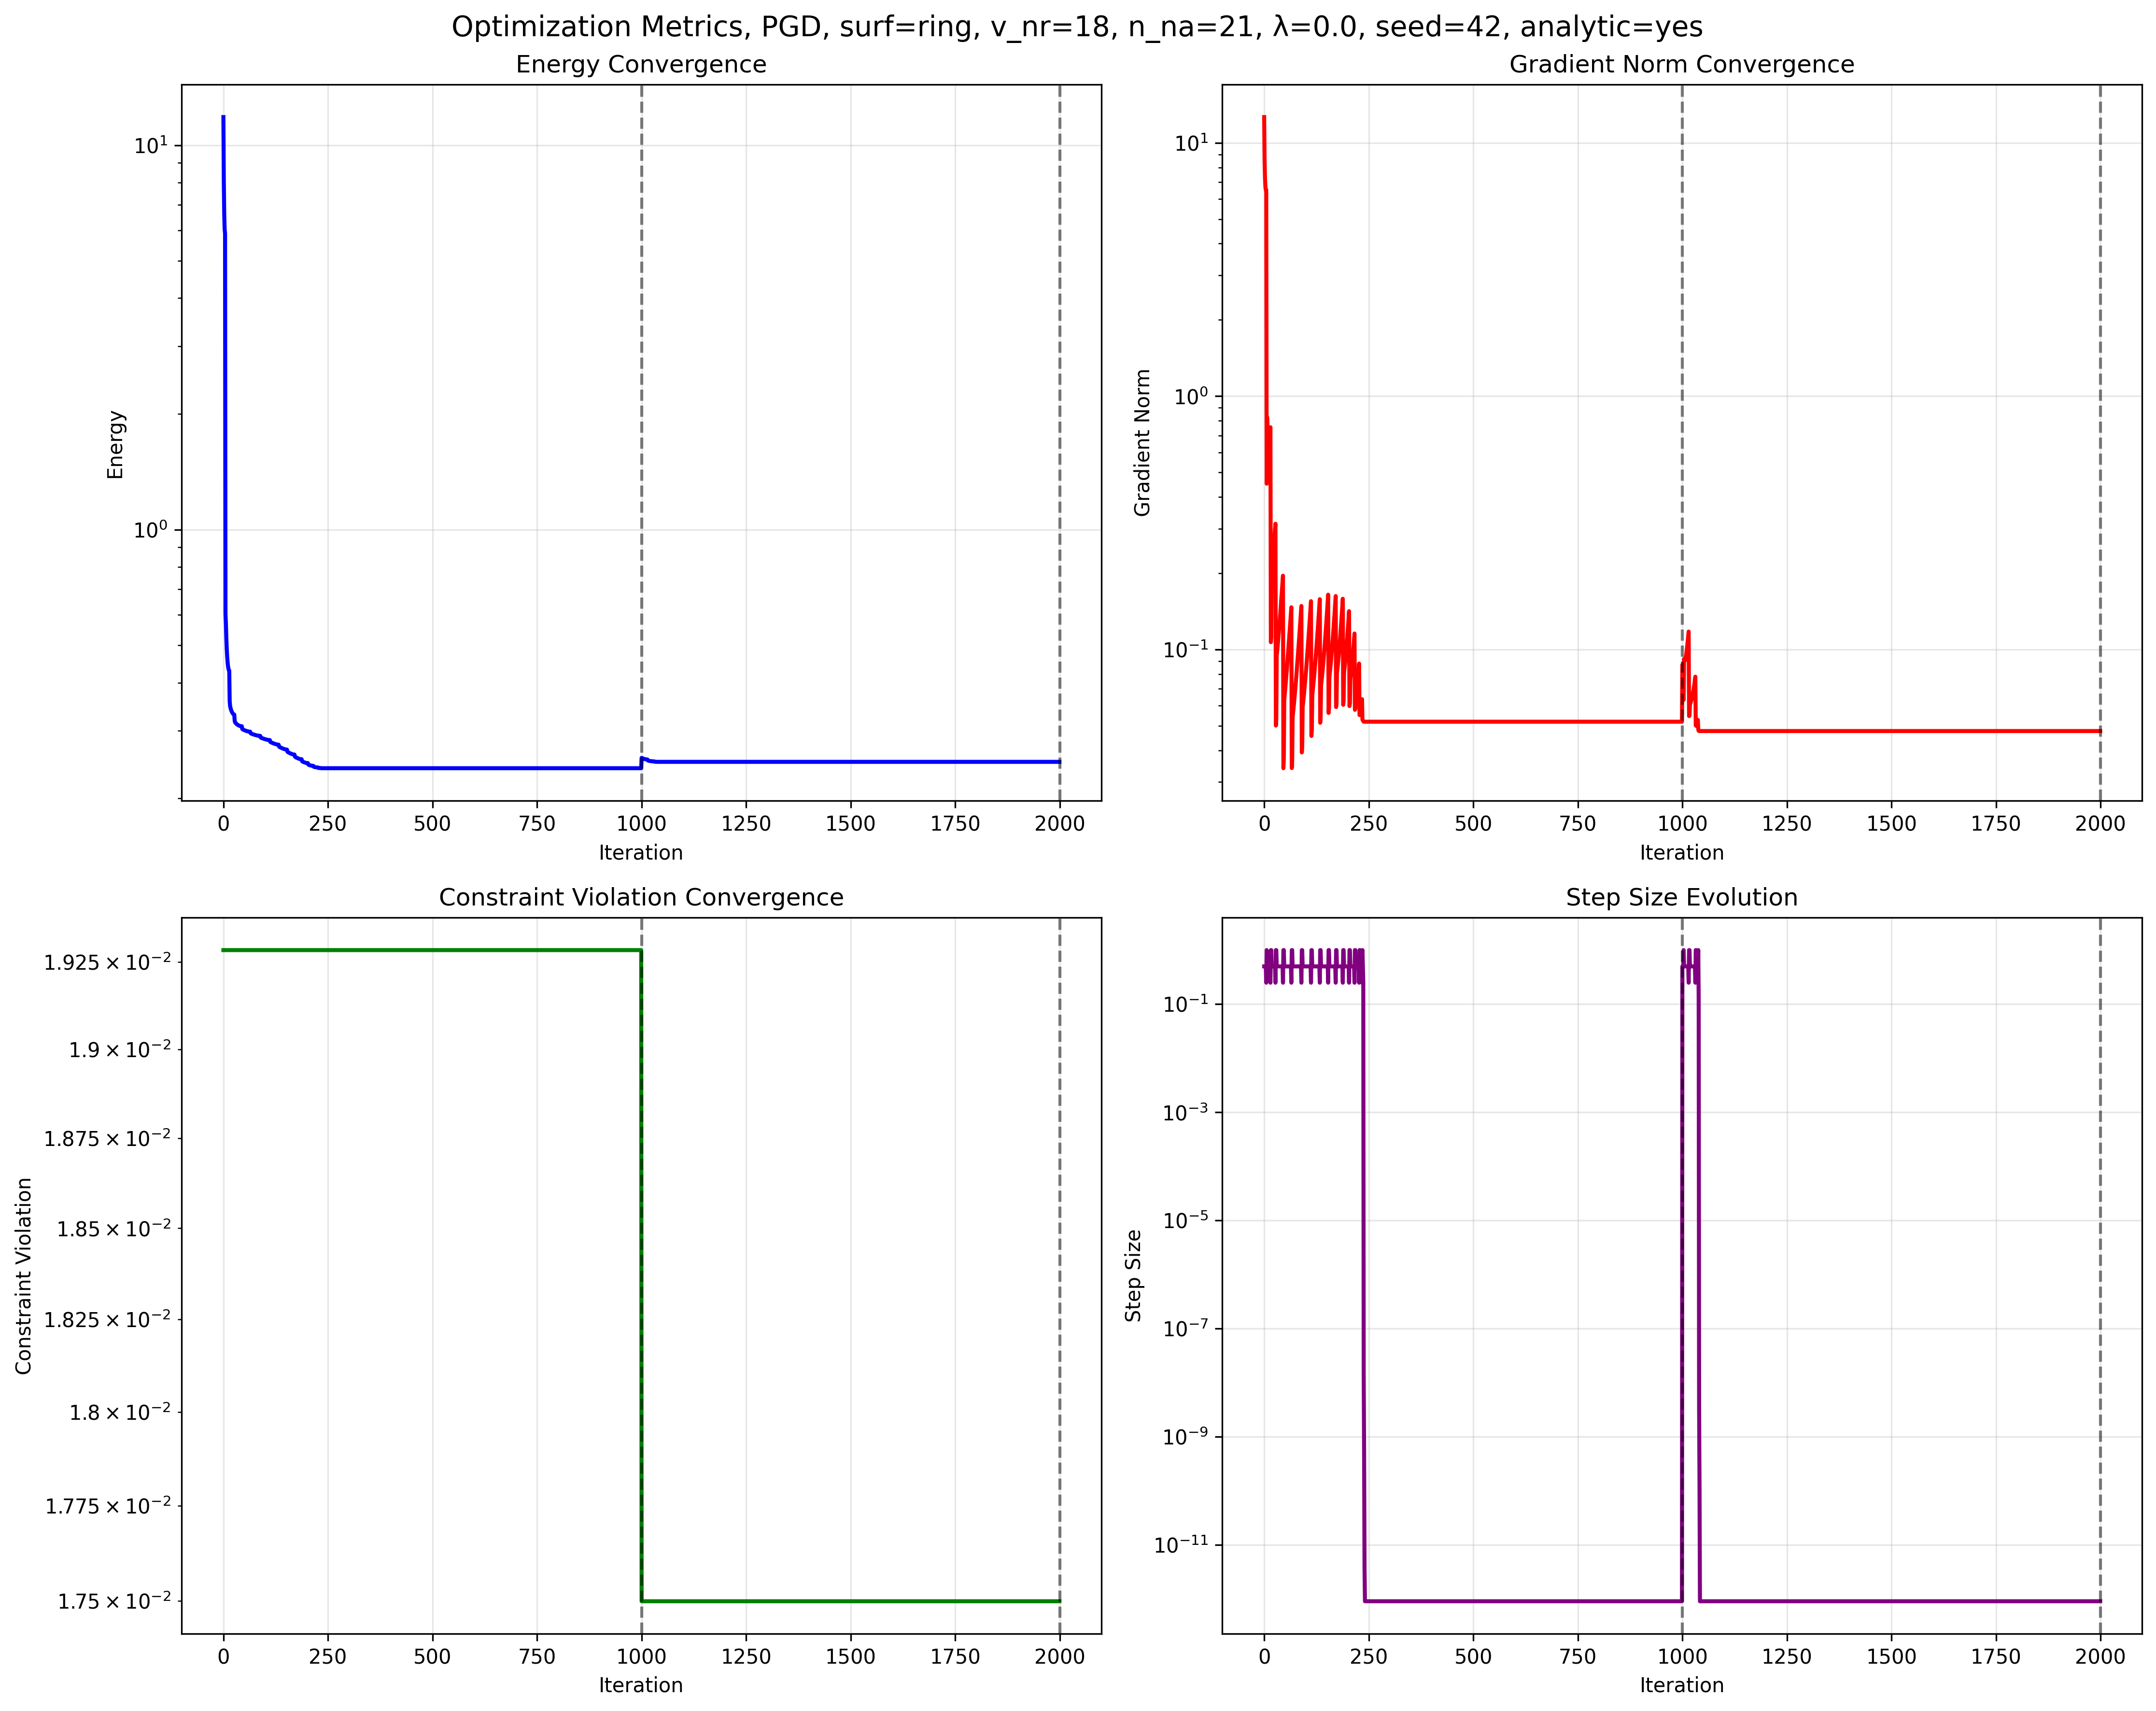 Optimization Metrics, PGD, surf=ring, v_nr=18, n_na=21, λ=0.0, seed=42, analytic=yes
Energy Convergence
10¹
10⁰
Energy
0 250 500 750 1000 1250 1500 1750 2000
Iteration
Gradient Norm Convergence
10¹
10⁰
10⁻¹
Gradient Norm
0 250 500 750 1000 1250 1500 1750 2000
Iteration
Constraint Violation Convergence
1.925 × 10⁻²
1.9 × 10⁻²
1.875 × 10⁻²
1.85 × 10⁻²
1.825 × 10⁻²
1.8 × 10⁻²
1.775 × 10⁻²
1.75 × 10⁻²
Constraint Violation
0 250 500 750 1000 1250 1500 1750 2000
Iteration
Step Size Evolution
10⁻¹
10⁻³
10⁻⁵
10⁻⁷
10⁻⁹
10⁻¹¹
Step Size
0 250 500 750 1000 1250 1500 1750 2000
Iteration